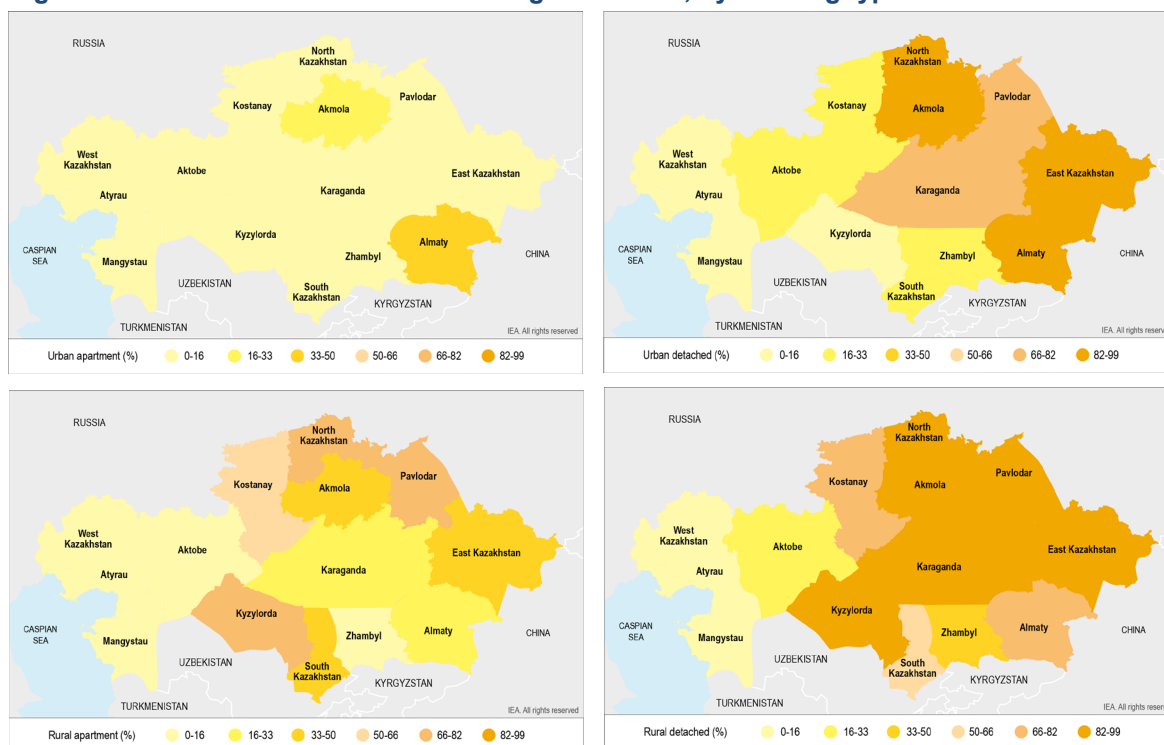 RUSSIA
North
Kazakhstan
Kostanay
Pavlodar
Akmola
West
Kazakhstan
Aktobe
East Kazakhstan
Atyrau
Karaganda
Kyzylorda
Almaty
CASPIAN
SEA
Mangystau
Zhambyl
CHINA
UZBEKISTAN
South
Kazakhstan
KYRGYZSTAN
TURKMENISTAN
IEA. All rights reserved
Urban apartment (%) 0-16 16-33 33-50 50-66 66-82 82-99
RUSSIA
North
Kazakhstan
Kostanay
Pavlodar
Akmola
West
Kazakhstan
Aktobe
East Kazakhstan
Atyrau
Karaganda
Kyzylorda
Almaty
CASPIAN
SEA
Mangystau
Zhambyl
CHINA
UZBEKISTAN
South
Kazakhstan
KYRGYZSTAN
TURKMENISTAN
IEA. All rights reserved
Urban detached (%) 0-16 16-33 33-50 50-66 66-82 82-99
RUSSIA
North
Kazakhstan
Kostanay
Pavlodar
Akmola
West
Kazakhstan
Aktobe
East Kazakhstan
Atyrau
Karaganda
Kyzylorda
Almaty
CASPIAN
SEA
Mangystau
Zhambyl
CHINA
UZBEKISTAN
South
Kazakhstan
KYRGYZSTAN
TURKMENISTAN
IEA. All rights reserved
Rural apartment (%) 0-16 16-33 33-50 50-66 66-82 82-99
RUSSIA
North
Kazakhstan
Kostanay
Pavlodar
Akmola
West
Kazakhstan
Aktobe
East Kazakhstan
Atyrau
Karaganda
Kyzylorda
Almaty
CASPIAN
SEA
Mangystau
Zhambyl
CHINA
UZBEKISTAN
South
Kazakhstan
KYRGYZSTAN
TURKMENISTAN
IEA. All rights reserved
Rural detached (%) 0-16 16-33 33-50 50-66 66-82 82-99